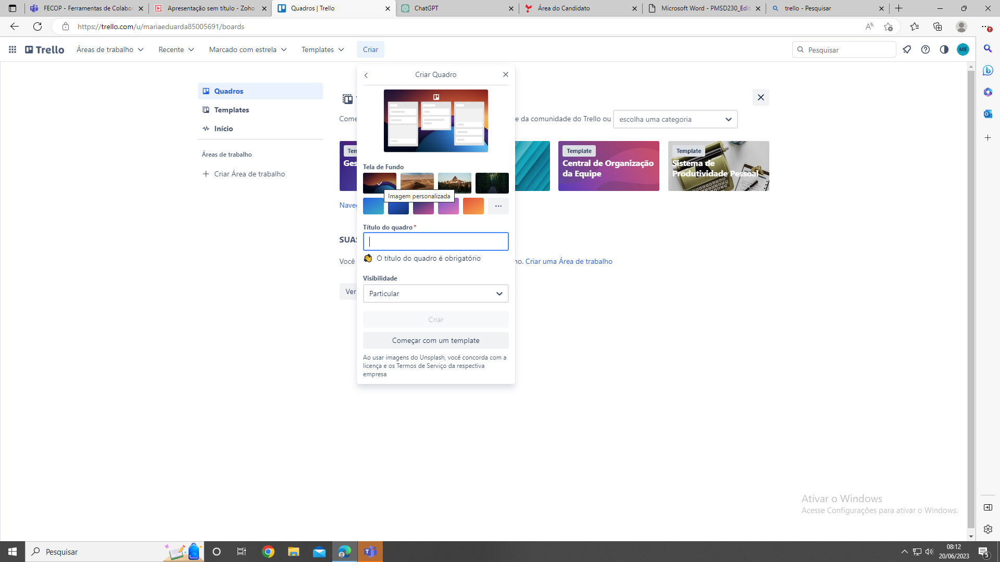 FECOP - Ferramentas de Colabor
Apresentação sem título - Zoho
Quadros | Trello
ChatGPT
Área do Candidato
Microsoft Word - PMSD230_Edit
trello - Pesquisar
https://trello.com/u/mariaeduarda85005691/boards
Trello
Áreas de trabalho
Recente
Marcado com estrela
Templates
Criar
Pesquisar
ME
Criar Quadro
Quadros
Templates
Início
Áreas de trabalho
Criar Área de trabalho
Come
e da comunidade do Trello ou
escolha uma categoria
Tem
Ges
Template
Central de Organização
da Equipe
Template
Sistema de
Produtividade Pessoal
Tela de Fundo
Imagem personalizada
Naveg
Título do quadro *
O título do quadro é obrigatório
SUAS
Você
ho. Criar uma Área de trabalho
Visibilidade
Particular
Ver
Criar
Começar com um template
Ao usar imagens do Unsplash, você concorda com a
licença e os Termos de Serviço da respectiva
empresa
Ativar o Windows
Acesse Configurações para ativar o Windows.
Pesquisar
08:12
20/06/2023
5